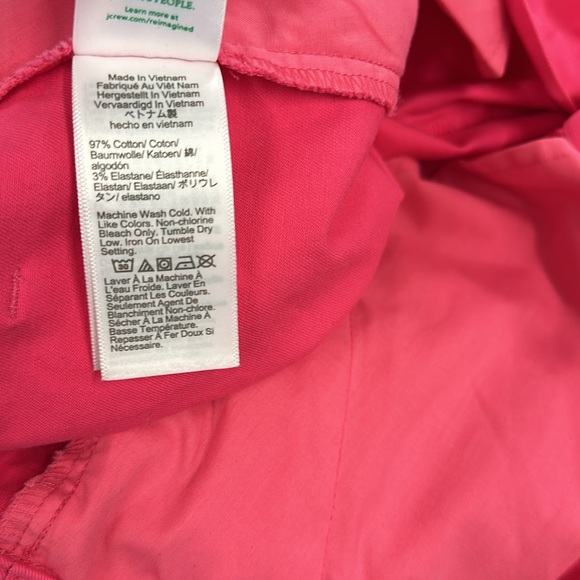 PEOPLE.
Learn more at
jcrew.com/reimagined
Made In Vietnam
Fabriqué Au Viêt Nam
Hergestellt In Vietnam
Vervaardigd In Vietnam
ベトナム製
hecho en vietnam
97% Cotton/ Coton/
Baumwolle/ Katoen/ 綿/
algodón
3% Elastane/ Élasthanne/
Elastan/ Elastaan/ ポリウレ
タン/ elastano
Machine Wash Cold. With
Like Colors. Non-chlorine
Bleach Only. Tumble Dry
Low. Iron On Lowest
Setting.
30
Laver À La Machine À
L'eau Froide. Laver En
Séparant Les Couleurs.
Seulement Agent De
Blanchiment Non-chlore.
Sécher À La Machine À
Basse Température.
Repasser À Fer Doux Si
Nécessaire.